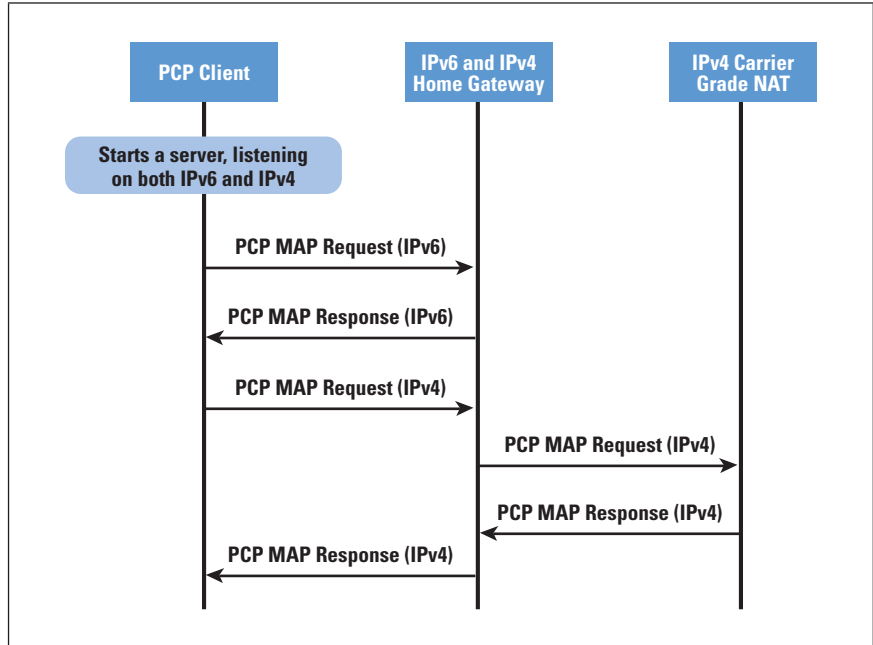 PCP Client
IPv6 and IPv4
Home Gateway
IPv4 Carrier
Grade NAT
Starts a server, listening
on both IPv6 and IPv4
PCP MAP Request (IPv6)
PCP MAP Response (IPv6)
PCP MAP Request (IPv4)
PCP MAP Request (IPv4)
PCP MAP Response (IPv4)
PCP MAP Response (IPv4)